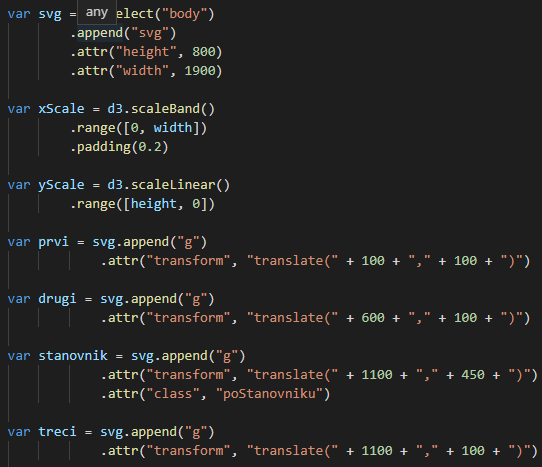 any
var svg = elect("body")
.append("svg")
.attr("height", 800)
.attr("width", 1900)
var xScale = d3.scaleBand()
.range([0, width])
.padding(0.2)
var yScale = d3.scaleLinear()
.range([height, 0])
var prvi = svg.append("g")
.attr("transform", "translate(" + 100 + "," + 100 + ")")
var drugi = svg.append("g")
.attr("transform", "translate(" + 600 + "," + 100 + ")")
var stanovnik = svg.append("g")
.attr("transform", "translate(" + 1100 + "," + 450 + ")")
.attr("class", "poStanovniku")
var treci = svg.append("g")
.attr("transform", "translate(" + 1100 + "," + 100 + ")")